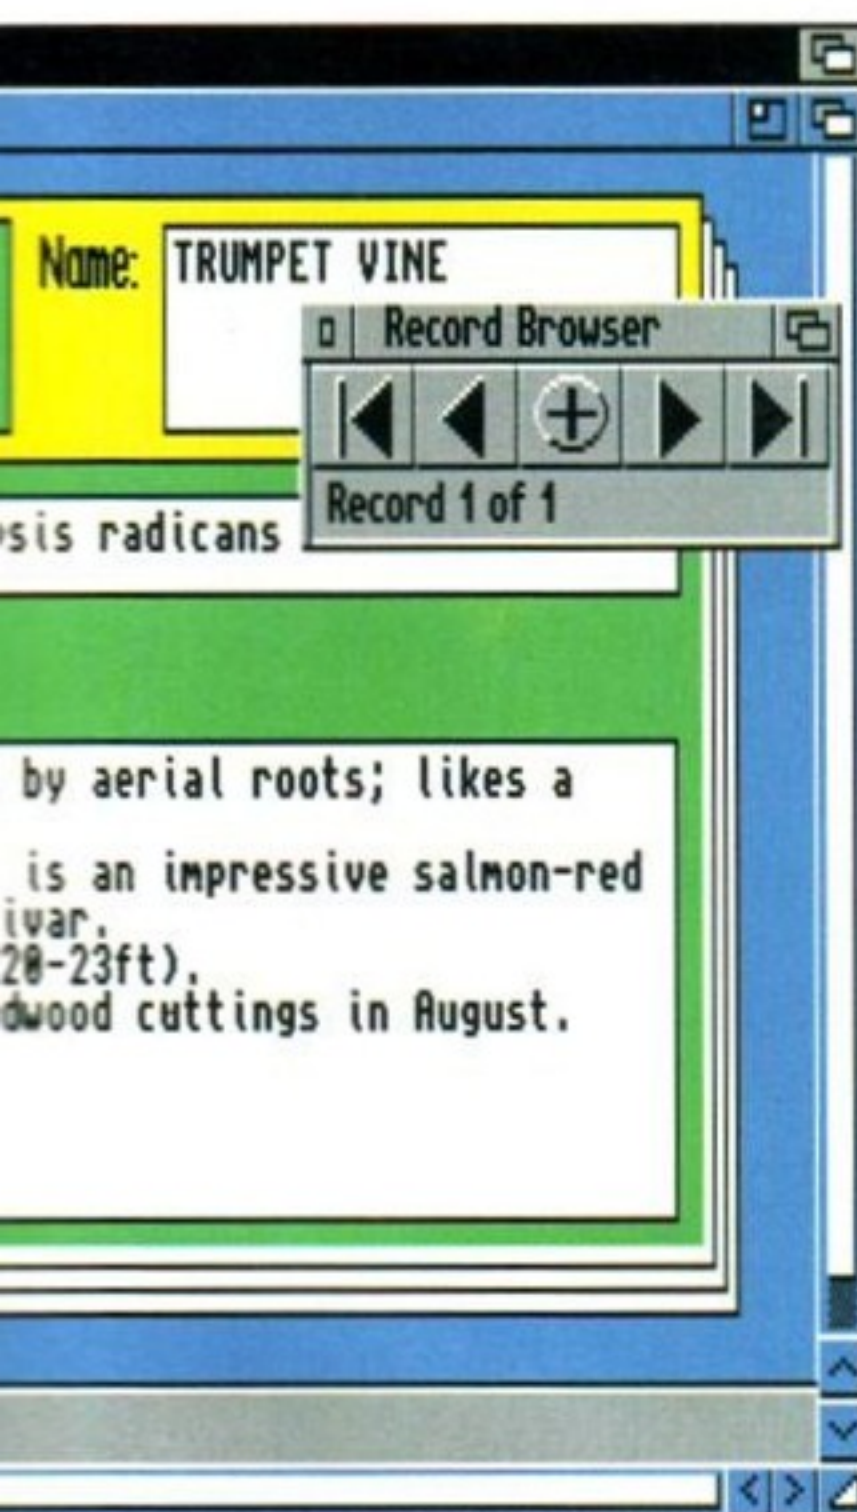 Name: TRUMPET VINE
Record Browser
Record 1 of 1
radicans
by aerial roots; likes a
is an impressive salmon-red
ivar.
20-23ft).
dwood cuttings in August.